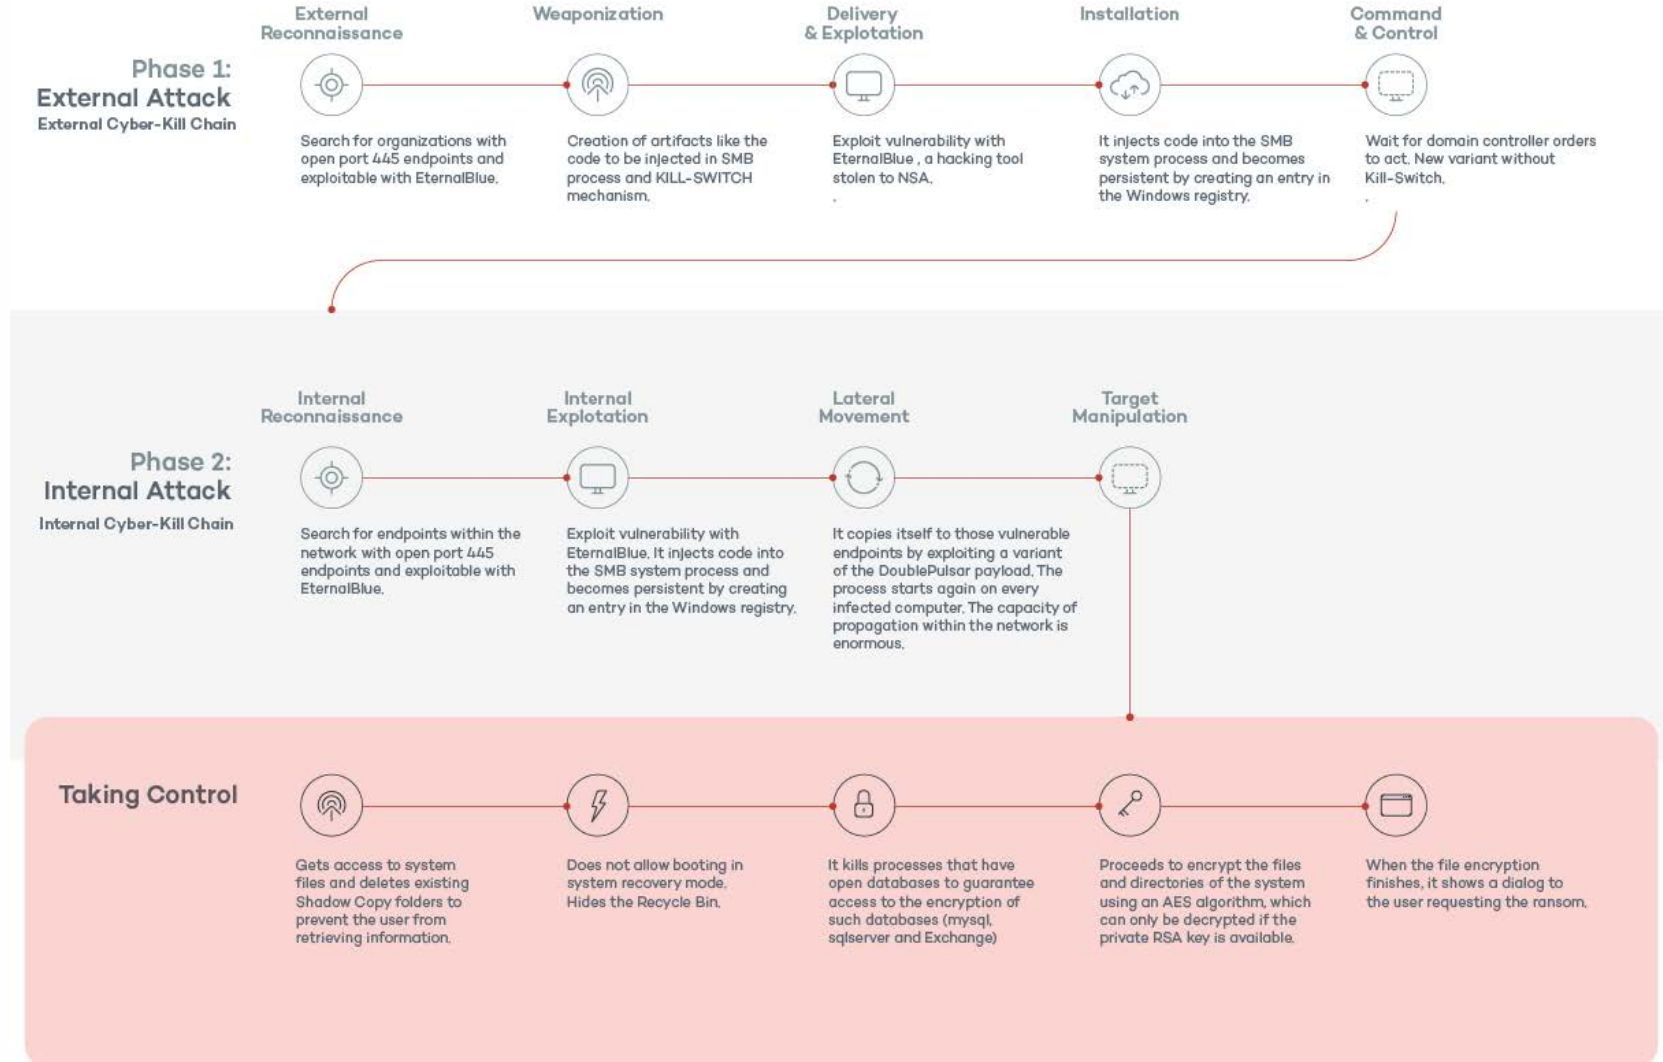 External
Reconnaissance
Weaponization
Delivery
& Explotation
Installation
Command
& Control
Phase 1:
External Attack
External Cyber-Kill Chain
Search for organizations with
open port 445 endpoints and
exploitable with EternalBlue.
Creation of artifacts like the
code to be injected in SMB
process and KILL-SWITCH
mechanism.
Exploit vulnerability with
EternalBlue , a hacking tool
stolen to NSA.
.
It injects code into the SMB
system process and becomes
persistent by creating an entry in
the Windows registry.
Wait for domain controller orders
to act. New variant without
Kill-Switch.
.
Internal
Reconnaissance
Internal
Explotation
Lateral
Movement
Target
Manipulation
Phase 2:
Internal Attack
Internal Cyber-Kill Chain
Search for endpoints within the
network with open port 445
endpoints and exploitable with
EternalBlue.
Exploit vulnerability with
EternalBlue. It injects code into
the SMB system process and
becomes persistent by creating
an entry in the Windows registry.
It copies itself to those vulnerable
endpoints by exploiting a variant
of the DoublePulsar payload. The
process starts again on every
infected computer. The capacity of
propagation within the network is
enormous.
Taking Control
Gets access to system
files and deletes existing
Shadow Copy folders to
prevent the user from
retrieving information.
Does not allow booting in
system recovery mode.
Hides the Recycle Bin.
It kills processes that have
open databases to guarantee
access to the encryption of
such databases (mysql,
sqlserver and Exchange)
Proceeds to encrypt the files
and directories of the system
using an AES algorithm, which
can only be decrypted if the
private RSA key is available.
When the file encryption
finishes, it shows a dialog to
the user requesting the ransom.